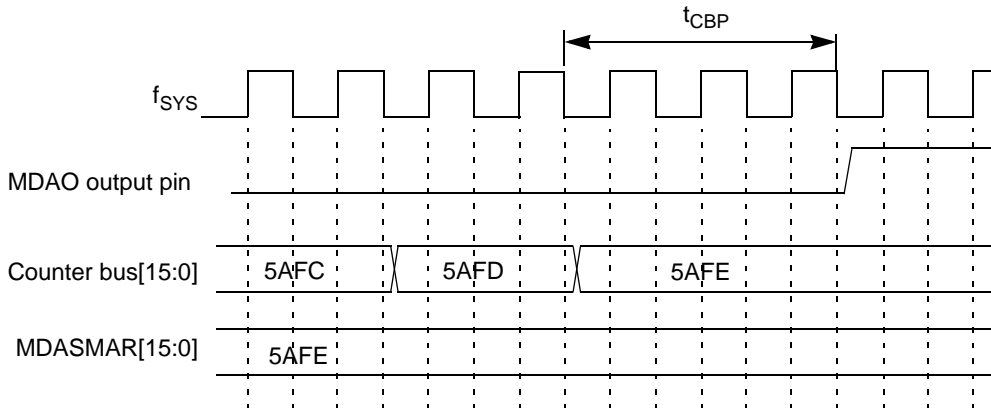 tCBP
fSYS
MDAO output pin
Counter bus[15:0] 5AFC 5AFD 5AFE
MDASMAR[15:0] 5AFE